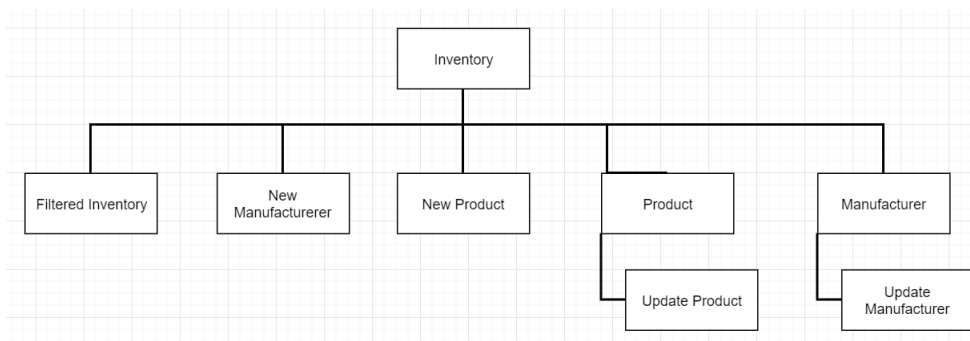 Inventory
Filtered Inventory
New
Manufacturerer
New Product
Product
Manufacturer
Update Product
Update
Manufacturer